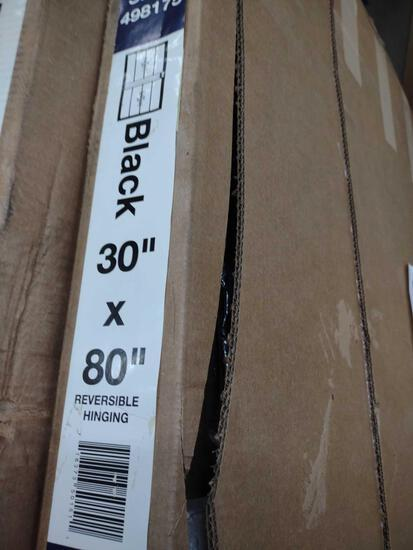 498175
Black
30"
x
80"
REVERSIBLE
HINGING